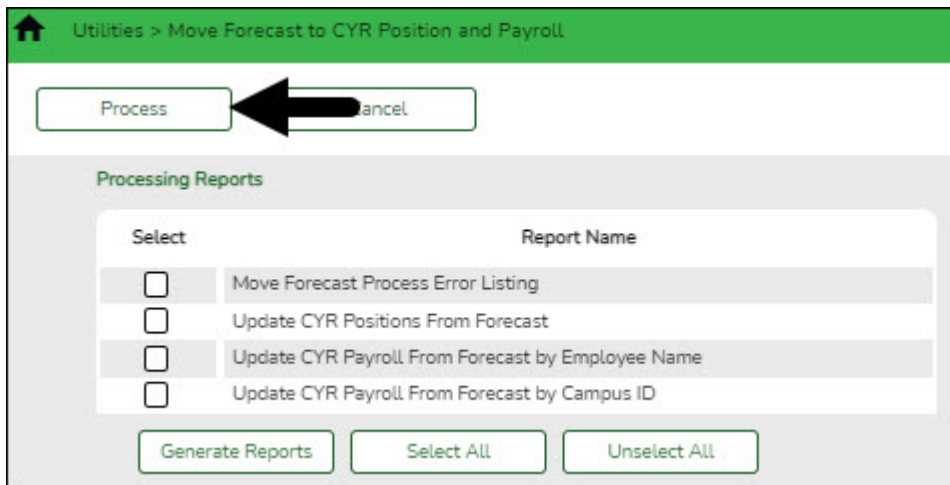 Utilities > Move Forecast to CYR Position and Payroll
Process ancel
Processing Reports
Select Report Name
Move Forecast Process Error Listing
Update CYR Positions From Forecast
Update CYR Payroll From Forecast by Employee Name
Update CYR Payroll From Forecast by Campus ID
Generate Reports Select All Unselect All